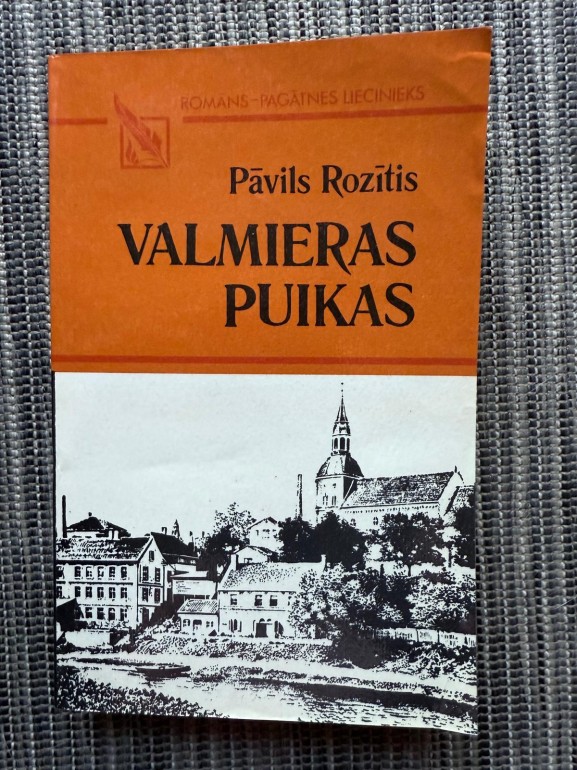 ROMĀNS-PAGĀTNES LIECINIEKS
Pāvils Rozītis
VALMIERAS
PUIKAS